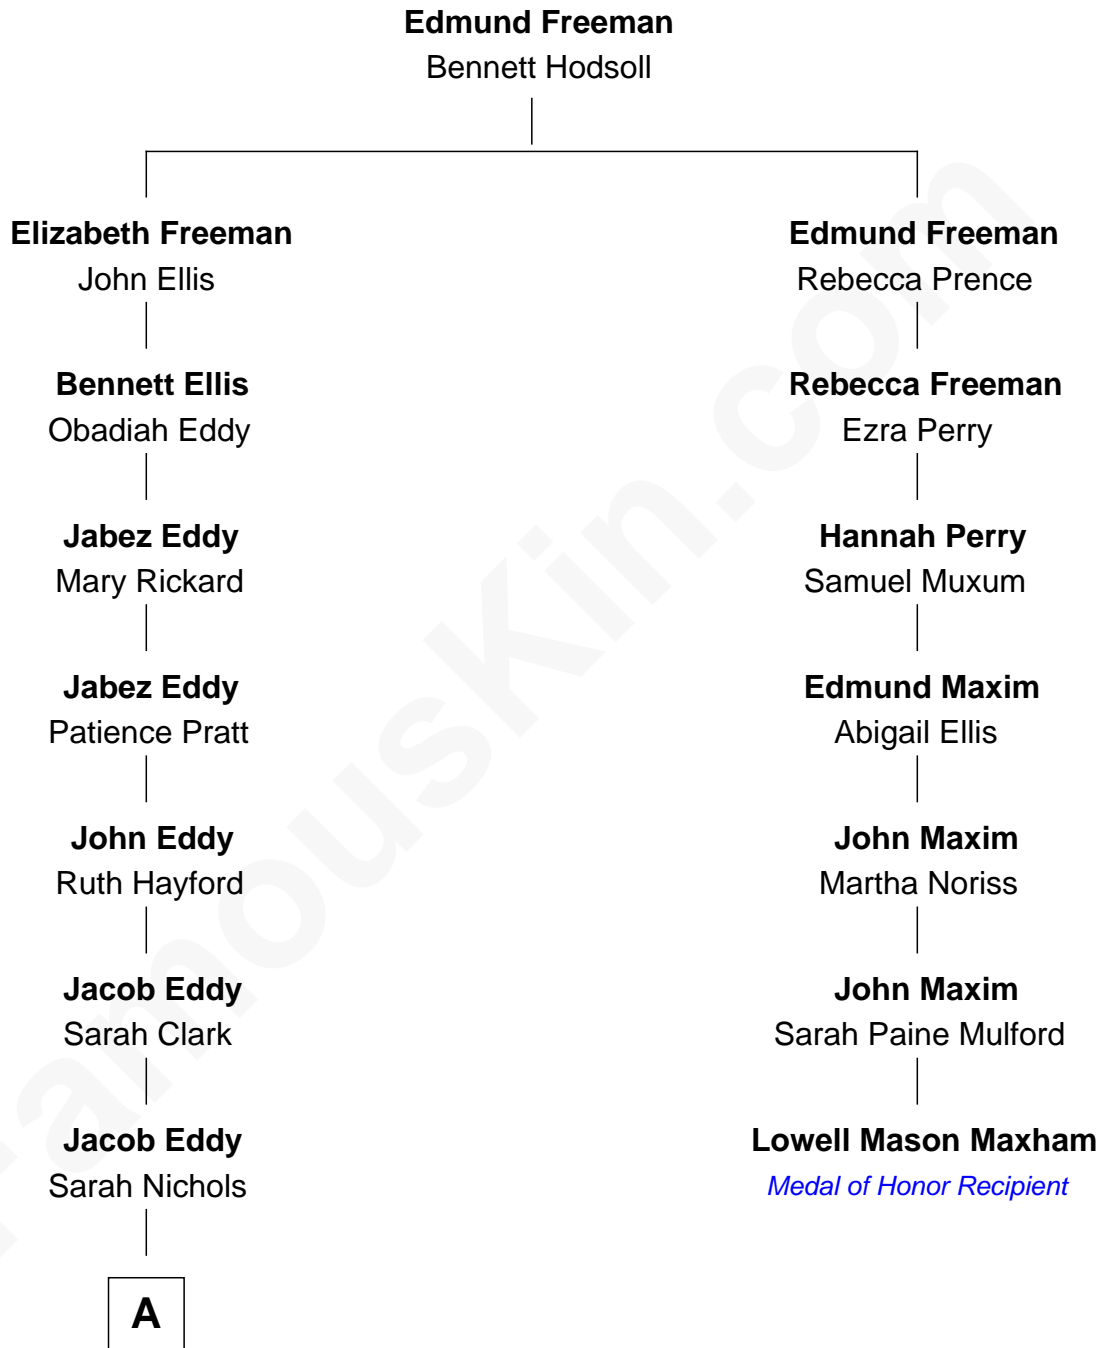 Edmund Freeman
Bennett Hodsoll
Elizabeth Freeman
John Ellis
Edmund Freeman
Rebecca Prence
Bennett Ellis
Obadiah Eddy
Rebecca Freeman
Ezra Perry
Jabez Eddy
Mary Rickard
Hannah Perry
Samuel Muxum
Jabez Eddy
Patience Pratt
Edmund Maxim
Abigail Ellis
John Eddy
Ruth Hayford
John Maxim
Martha Noriss
Jacob Eddy
Sarah Clark
John Maxim
Sarah Paine Mulford
Jacob Eddy
Sarah Nichols
Lowell Mason Maxham
Medal of Honor Recipient
A
FamousKin.com